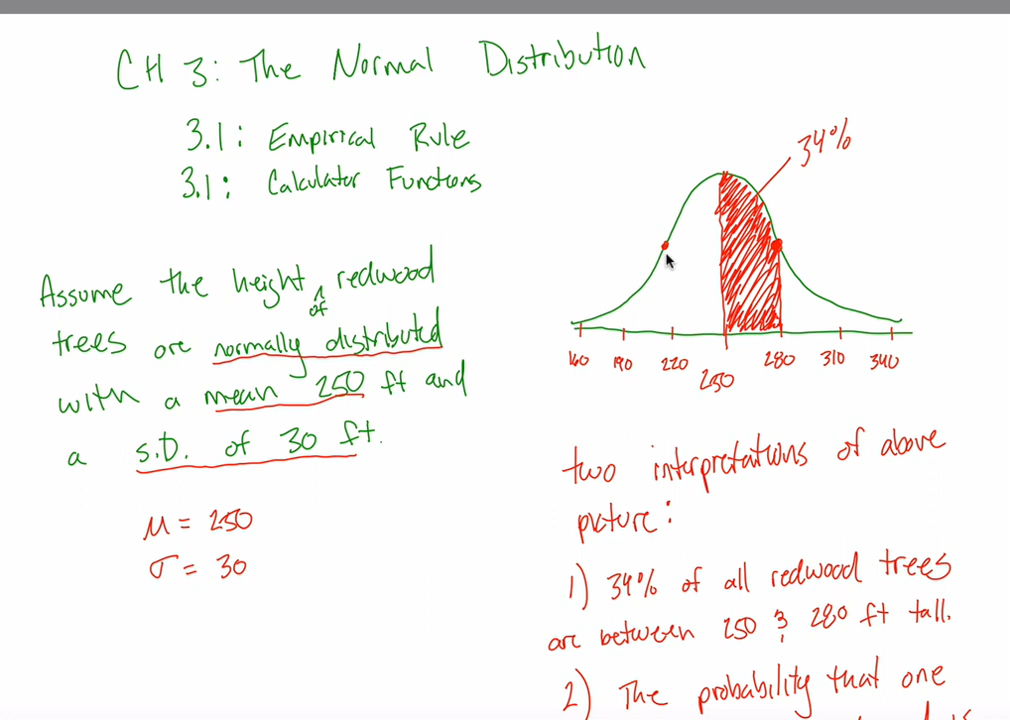 CH 3: The Normal Distribution
3.1: Empirical Rule
3.1: Calculator Functions
34%
Assume the height ^ redwood
of
trees are normally distributed
with a mean 250 ft and
a S.D. of 30 ft.
μ = 250
σ = 30
160 190 220 250 280 310 340
two interpretations of above
picture:
1) 34% of all redwood trees
are between 250 & 280 ft tall.
2) The probability that one